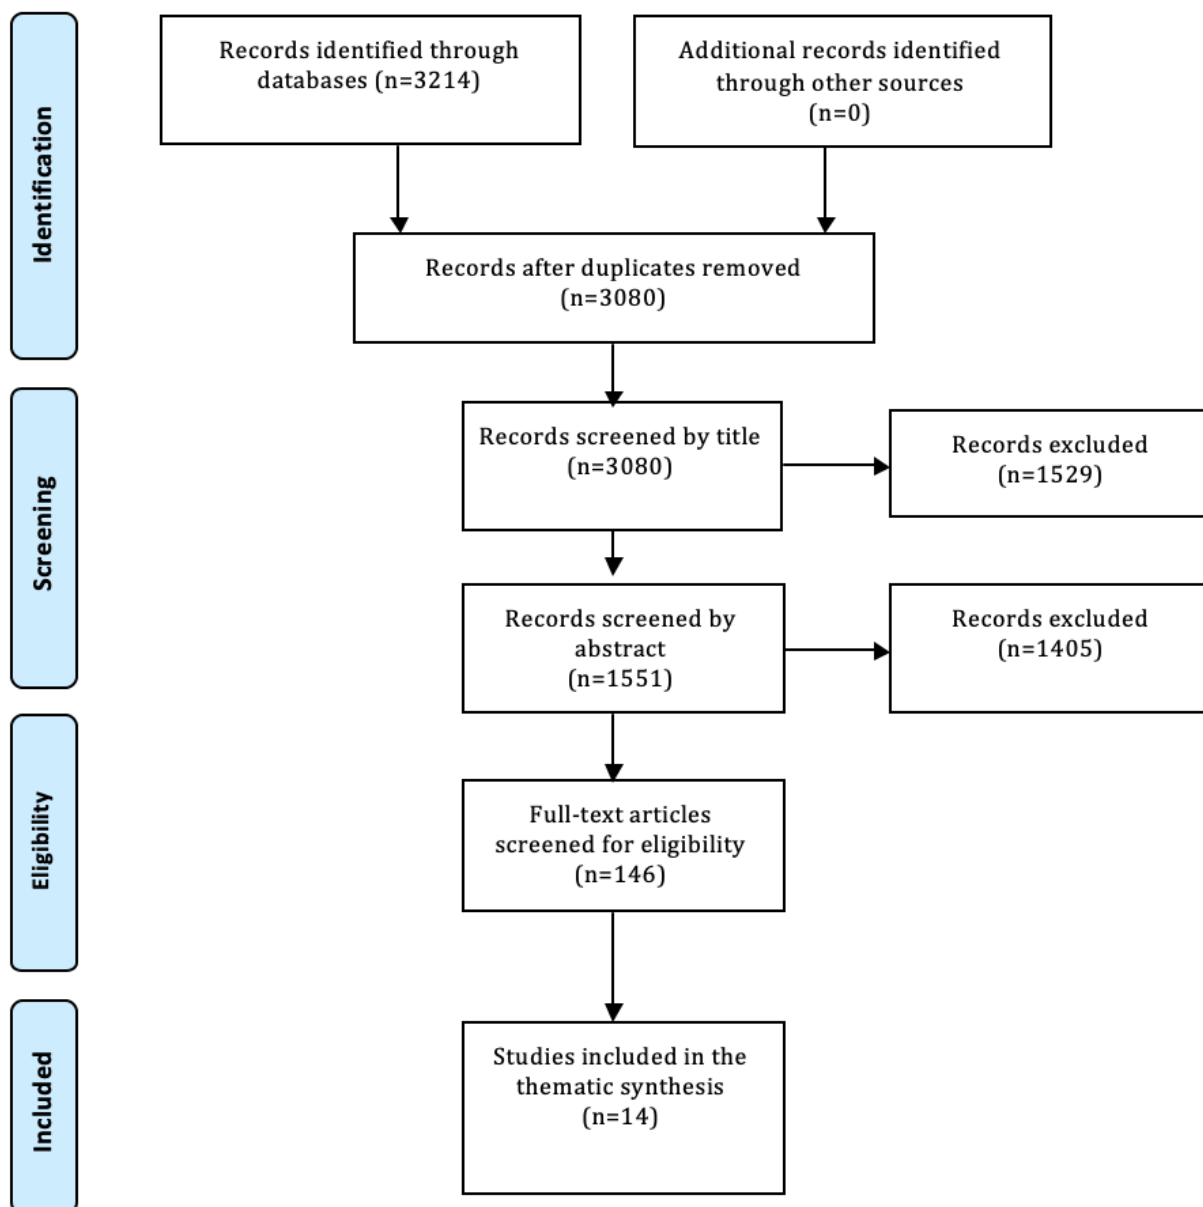 Identification
Records identified through
databases (n=3214)
Additional records identified
through other sources
(n=0)
Records after duplicates removed
(n=3080)
Screening
Records screened by title
(n=3080)
Records excluded
(n=1529)
Records screened by
abstract
(n=1551)
Records excluded
(n=1405)
Eligibility
Full-text articles
screened for eligibility
(n=146)
Included
Studies included in the
thematic synthesis
(n=14)